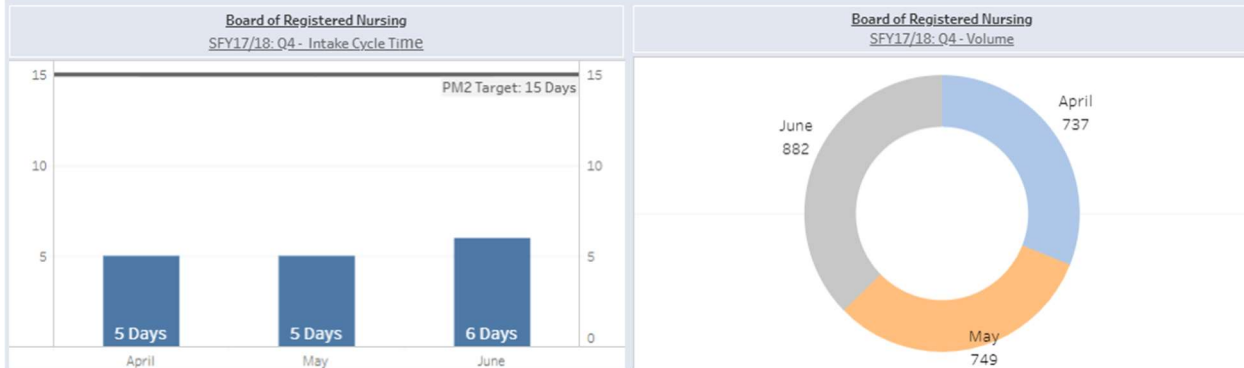 Board of Registered Nursing
SFY17/18: Q4 - Intake Cycle Time
15
15
PM2 Target: 15 Days
10
10
5
5
0
5 Days
5 Days
6 Days
April
May
June
Board of Registered Nursing
SFY17/18: Q4 - Volume
April
737
June
882
May
749